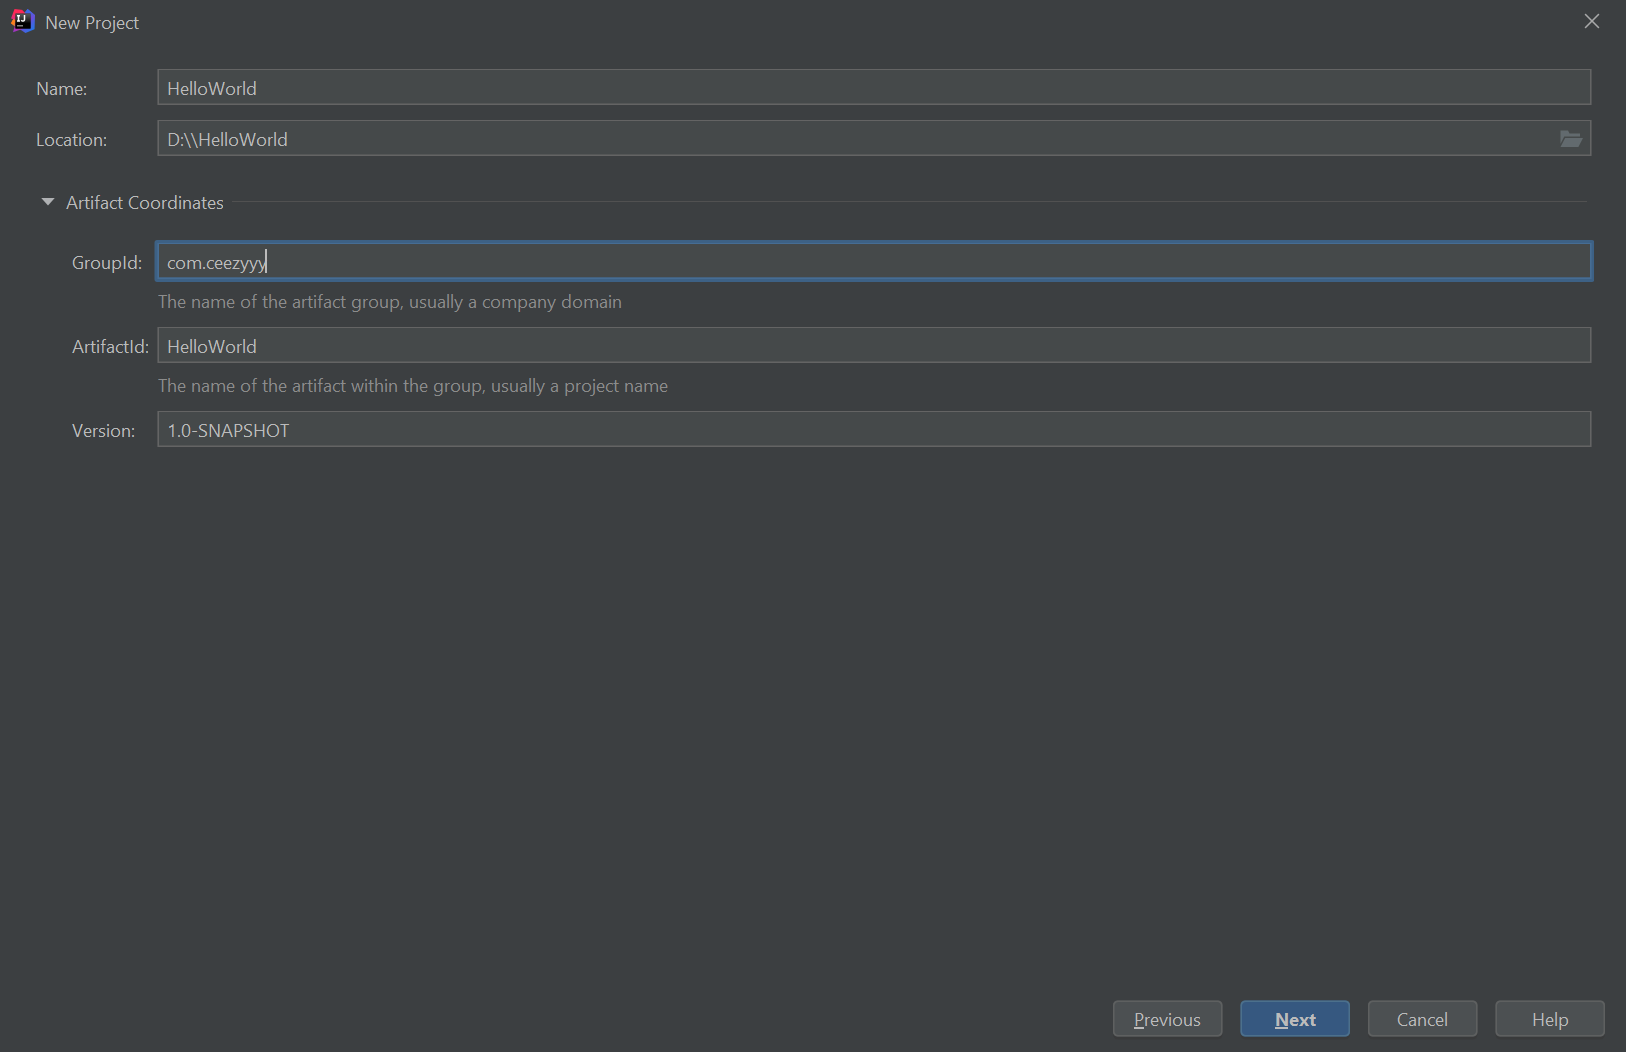 New Project
Name: HelloWorld
Location: D:\\HelloWorld
Artifact Coordinates
GroupId: com.ceezyyy
The name of the artifact group, usually a company domain
ArtifactId: HelloWorld
The name of the artifact within the group, usually a project name
Version: 1.0-SNAPSHOT
Previous Next Cancel Help